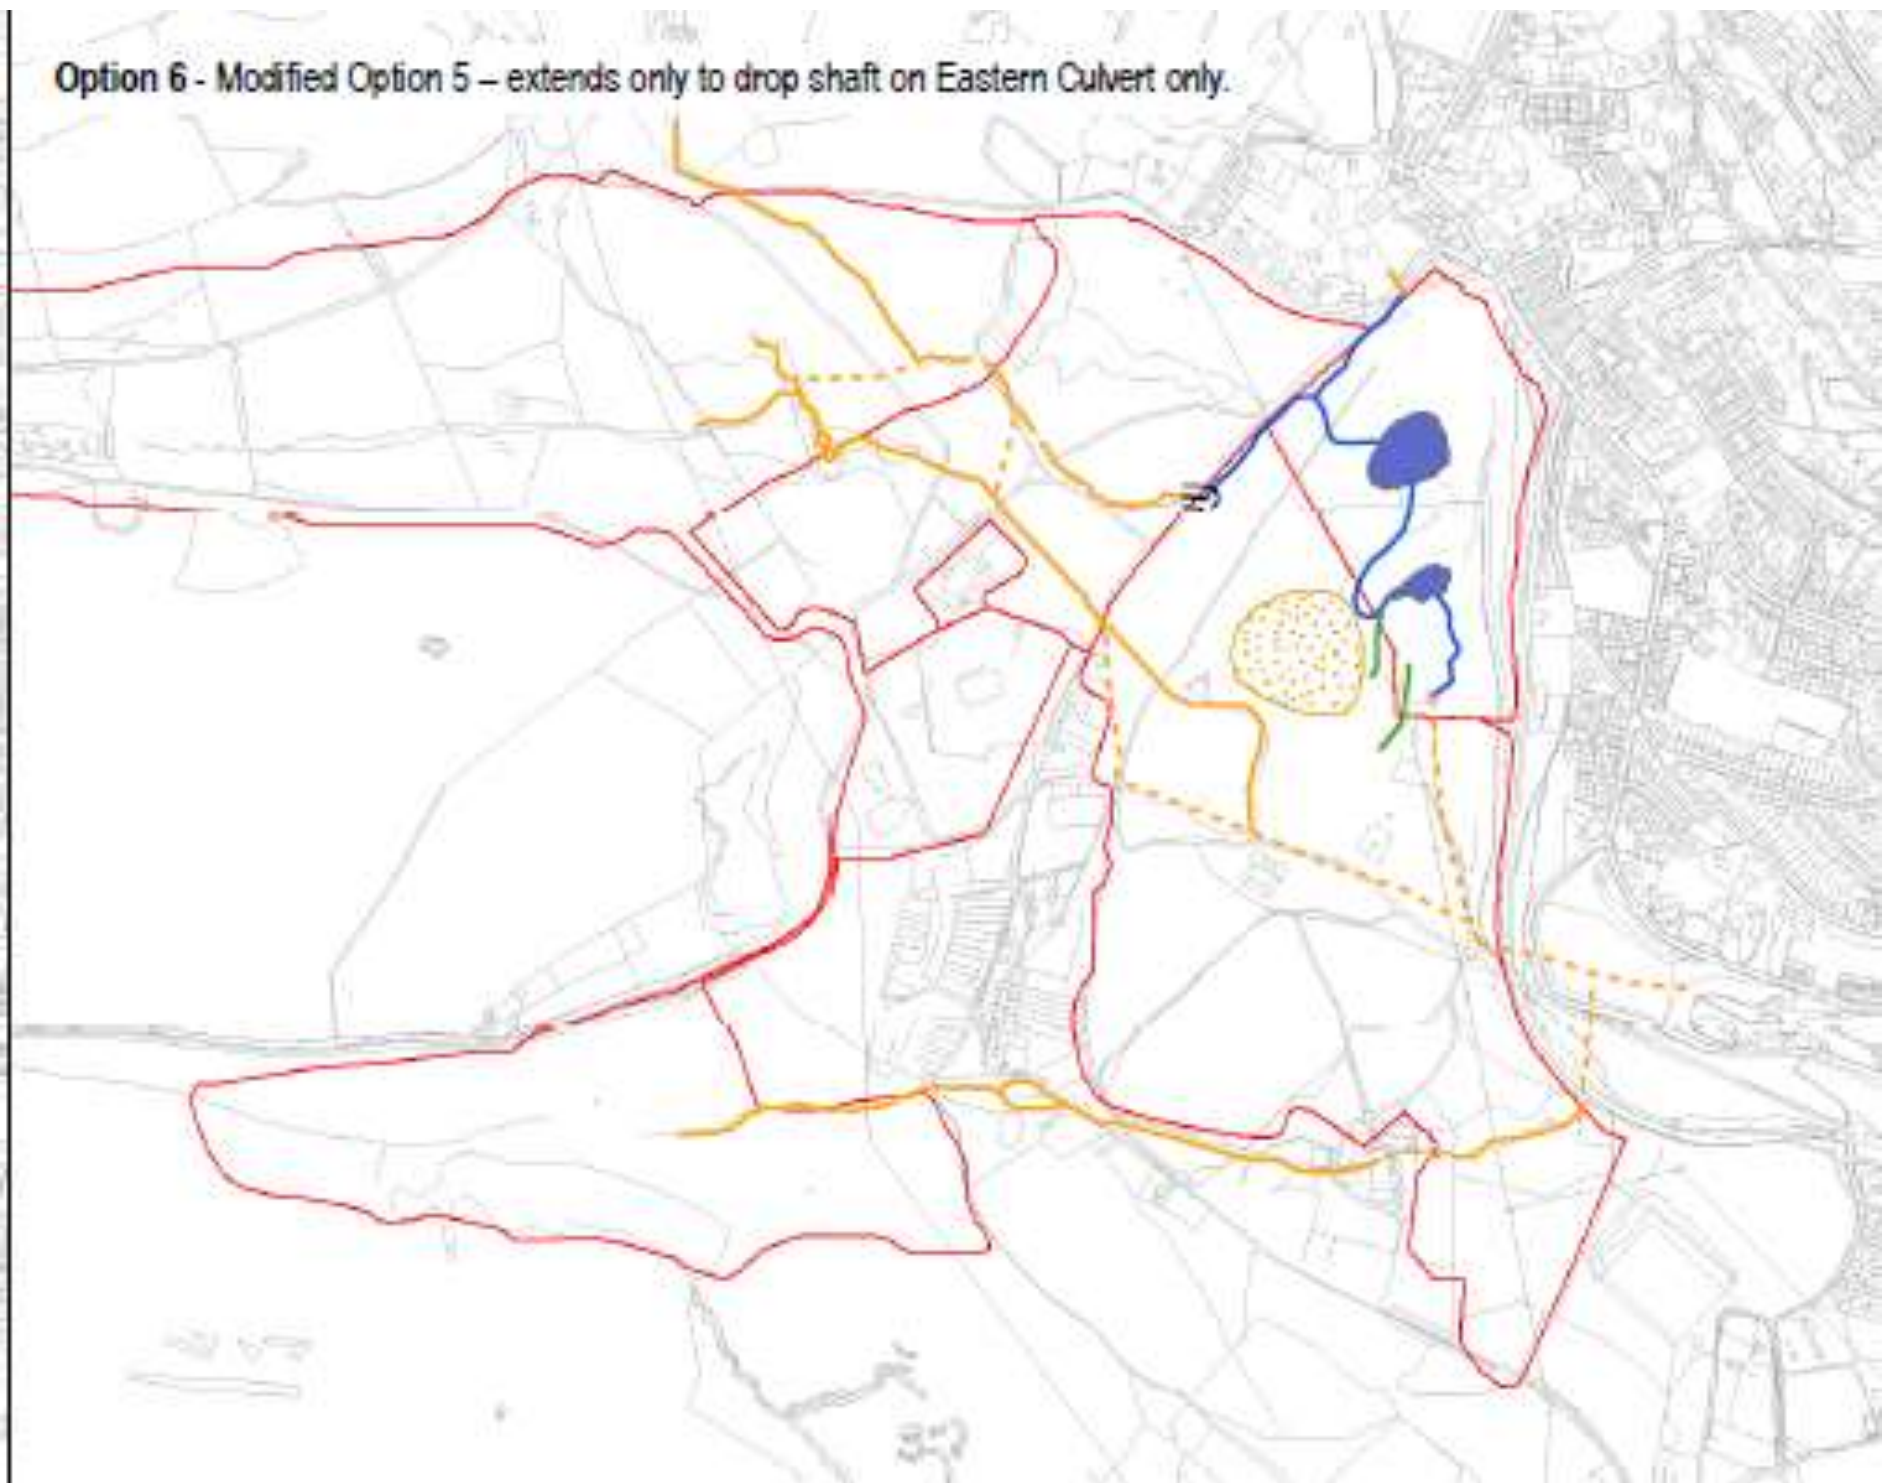 Option 6 - Modified Option 5 – extends only to drop shaft on Eastern Culvert only.